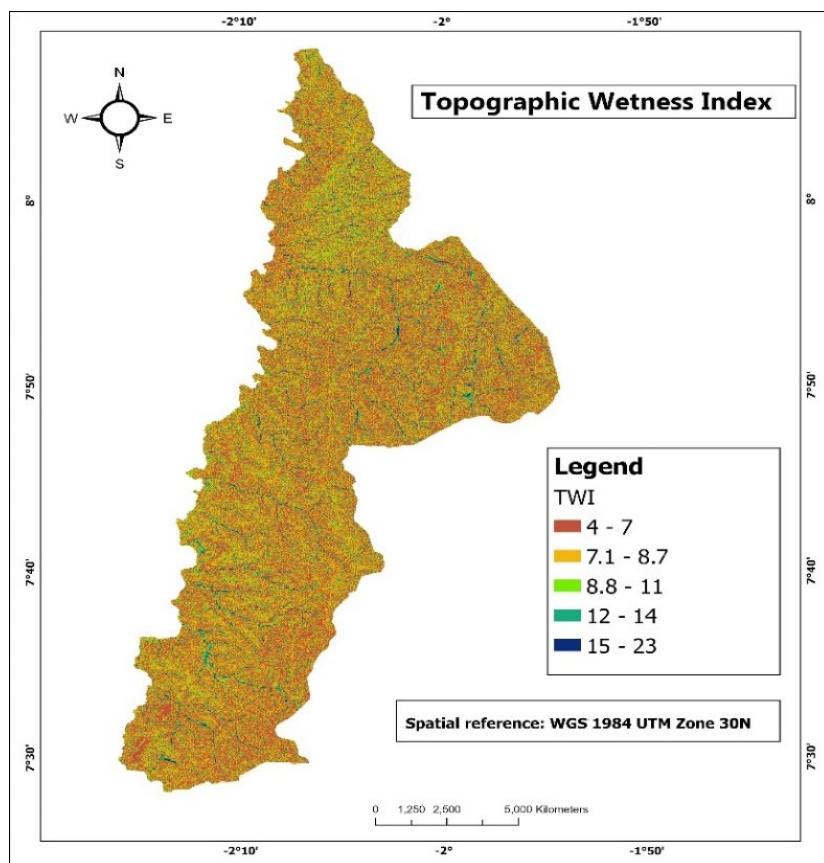 -2°10'
-2°
-1°50'
N
W
E
S
Topographic Wetness Index
8°
8°
7°50'
7°50'
Legend
TWI
4 - 7
7.1 - 8.7
8.8 - 11
12 - 14
15 - 23
7°40'
7°40'
Spatial reference: WGS 1984 UTM Zone 30N
7°30'
7°30'
0 1,250 2,500 5,000 Kilometers
-2°10'
-2°
-1°50'